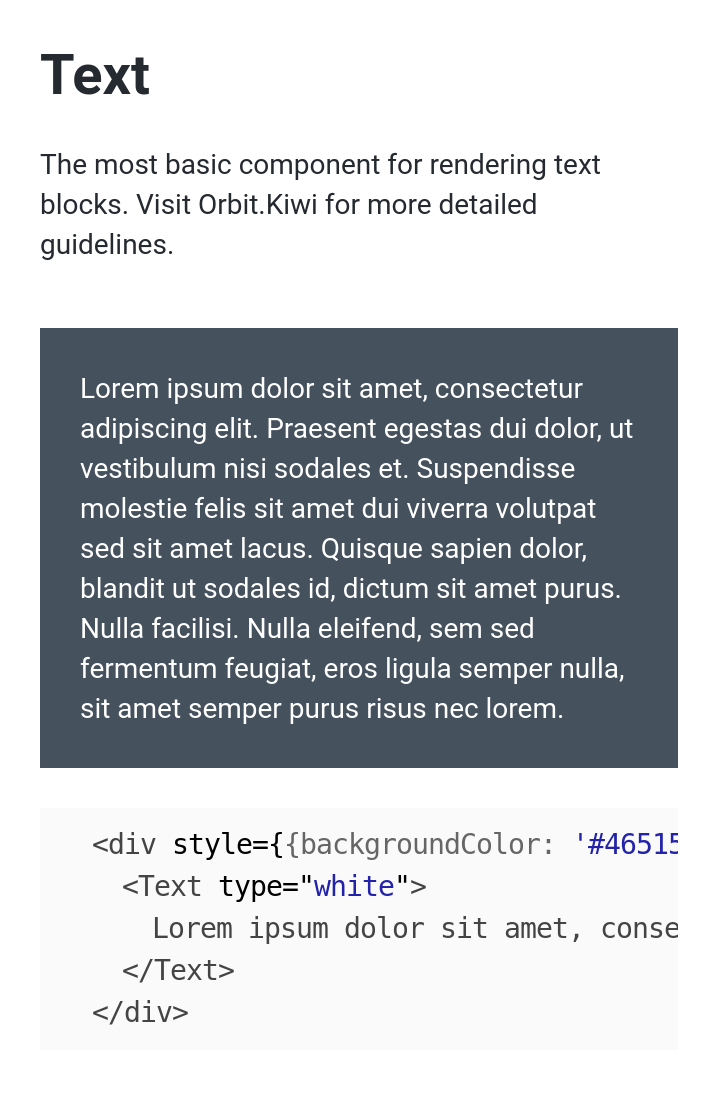 Text
The most basic component for rendering text
blocks. Visit Orbit.Kiwi for more detailed
guidelines.
Lorem ipsum dolor sit amet, consectetur
adipiscing elit. Praesent egestas dui dolor, ut
vestibulum nisi sodales et. Suspendisse
molestie felis sit amet dui viverra volutpat
sed sit amet lacus. Quisque sapien dolor,
blandit ut sodales id, dictum sit amet purus.
Nulla facilisi. Nulla eleifend, sem sed
fermentum feugiat, eros ligula semper nulla,
sit amet semper purus risus nec lorem.
<div style={{backgroundColor: '#46515
<Text type="white">
Lorem ipsum dolor sit amet, conse
</Text>
</div>